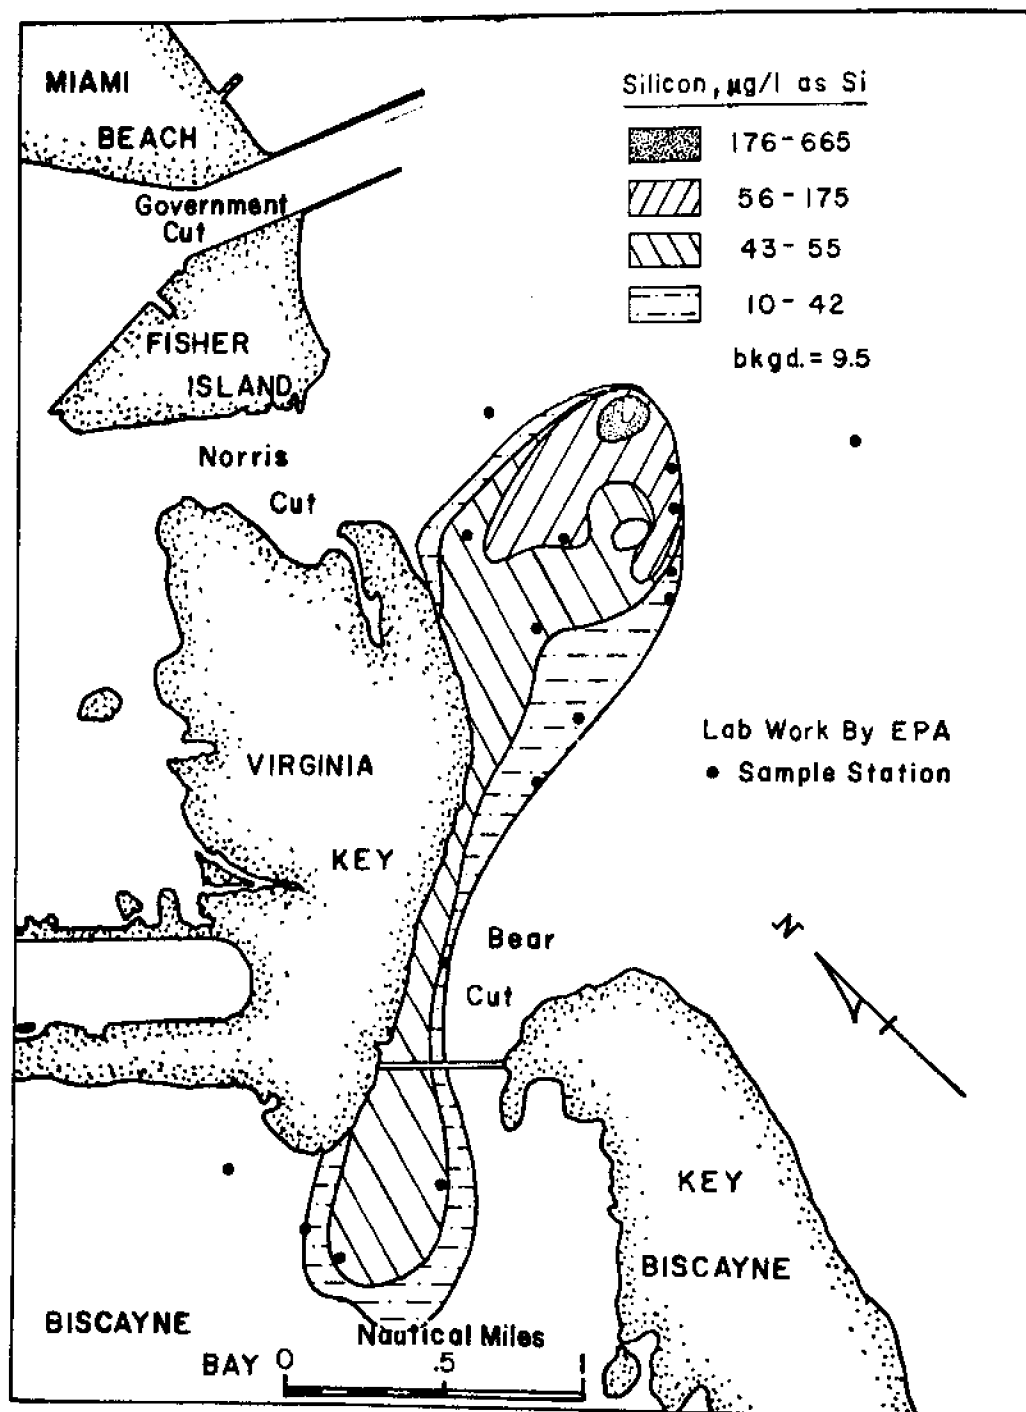 MIAMI
BEACH
Government
Cut
FISHER
ISLAND
Norris
Cut
Silicon, µg/l as Si
176-665
56-175
43-55
10-42
bkgd.= 9.5
VIRGINIA
KEY
Lab Work By EPA
• Sample Station
Bear
Cut
N
KEY
BISCAYNE
BISCAYNE
BAY
Nautical Miles
0 .5 1